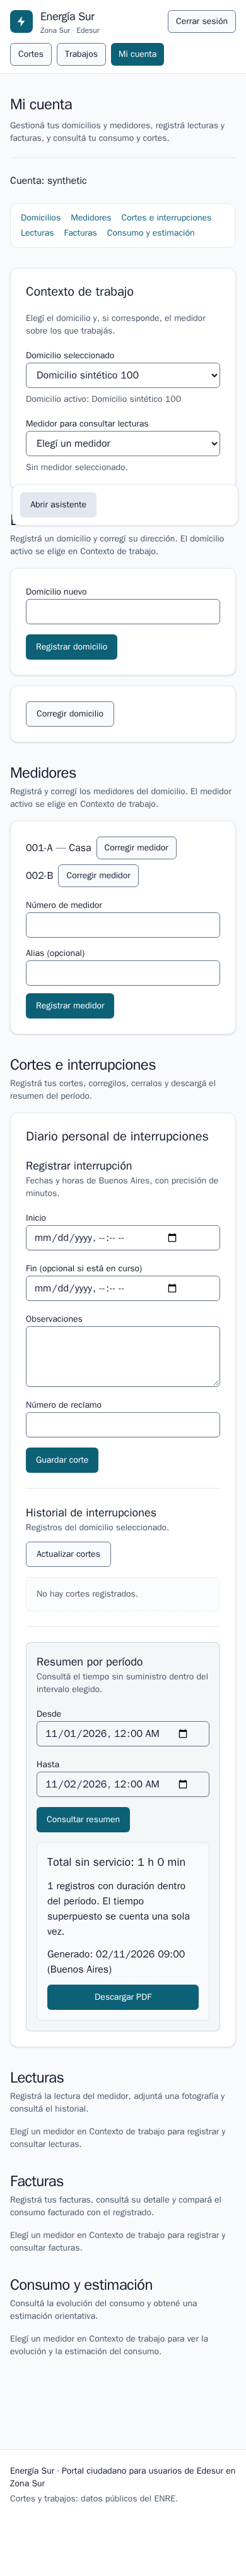 Energía Sur
Zona Sur · Edesur
Cerrar sesión
Cortes
Trabajos
Mi cuenta
Mi cuenta
Gestioná tus domicilios y medidores, registrá lecturas y
facturas, y consultá tu consumo y cortes.
Cuenta: synthetic
Domicilios Medidores Cortes e interrupciones
Lecturas Facturas Consumo y estimación
Contexto de trabajo
Elegí el domicilio y, si corresponde, el medidor
sobre los que trabajás.
Domicilio seleccionado
Domicilio sintético 100
Domicilio activo: Domicilio sintético 100
Medidor para consultar lecturas
Elegí un medidor
Sin medidor seleccionado.
Abrir asistente
Registrá un domicilio y corregí su dirección. El domicilio
activo se elige en Contexto de trabajo.
Domicilio nuevo
Registrar domicilio
Corregir domicilio
Medidores
Registrá y corregí los medidores del domicilio. El medidor
activo se elige en Contexto de trabajo.
001-A — Casa Corregir medidor
002-B Corregir medidor
Número de medidor
Alias (opcional)
Registrar medidor
Cortes e interrupciones
Registrá tus cortes, corregilos, cerralos y descargá el
resumen del período.
Diario personal de interrupciones
Registrar interrupción
Fechas y horas de Buenos Aires, con precisión de
minutos.
Inicio
mm/dd/yyyy, --:-- --
Fin (opcional si está en curso)
mm/dd/yyyy, --:-- --
Observaciones
Número de reclamo
Guardar corte
Historial de interrupciones
Registros del domicilio seleccionado.
Actualizar cortes
No hay cortes registrados.
Resumen por período
Consultá el tiempo sin suministro dentro del
intervalo elegido.
Desde
11/01/2026, 12:00 AM
Hasta
11/02/2026, 12:00 AM
Consultar resumen
Total sin servicio: 1 h 0 min
1 registros con duración dentro
del período. El tiempo
superpuesto se cuenta una sola
vez.
Generado: 02/11/2026 09:00
(Buenos Aires)
Descargar PDF
Lecturas
Registrá la lectura del medidor, adjuntá una fotografía y
consultá el historial.
Elegí un medidor en Contexto de trabajo para registrar y
consultar lecturas.
Facturas
Registrá tus facturas, consultá su detalle y compará el
consumo facturado con el registrado.
Elegí un medidor en Contexto de trabajo para registrar y
consultar facturas.
Consumo y estimación
Consultá la evolución del consumo y obtené una
estimación orientativa.
Elegí un medidor en Contexto de trabajo para ver la
evolución y la estimación del consumo.
Energía Sur · Portal ciudadano para usuarios de Edesur en
Zona Sur
Cortes y trabajos: datos públicos del ENRE.